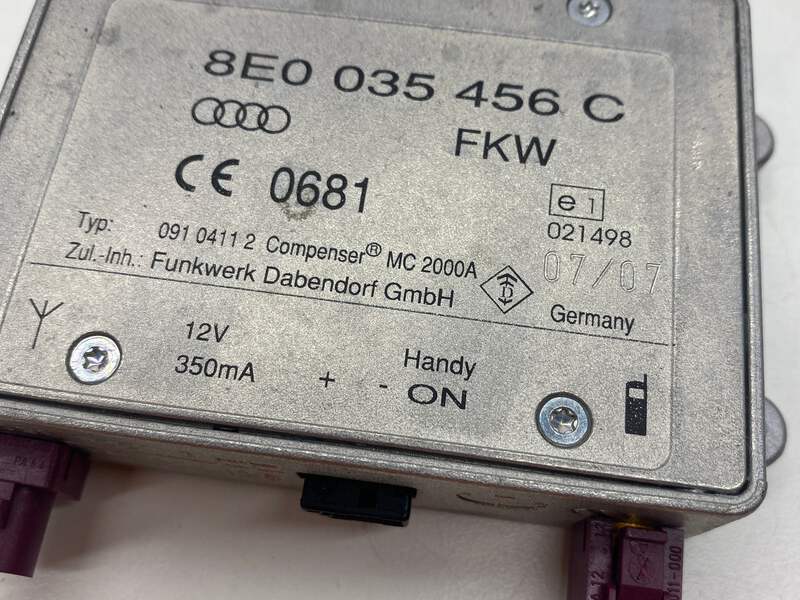 8E0 035 456 C
FKW
CE 0681
e1
021498
Typ: 091 0411 2 Compenser® MC 2000A
07/07
Zul.-Inh.: Funkwerk Dabendorf GmbH
D
Germany
12V
350mA
+ -
Handy
ON